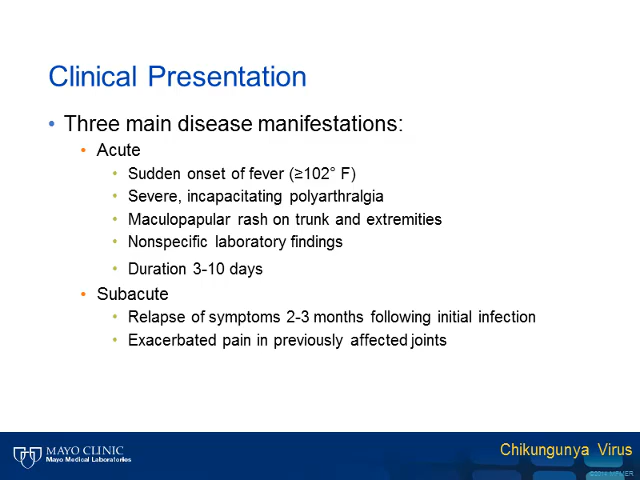 Clinical Presentation
• Three main disease manifestations:
• Acute
• Sudden onset of fever (≥102° F)
• Severe, incapacitating polyarthralgia
• Maculopapular rash on trunk and extremities
• Nonspecific laboratory findings
• Duration 3-10 days
• Subacute
• Relapse of symptoms 2-3 months following initial infection
• Exacerbated pain in previously affected joints
MAYO CLINIC
Mayo Medical Laboratories
Chikungunya Virus
MFMER